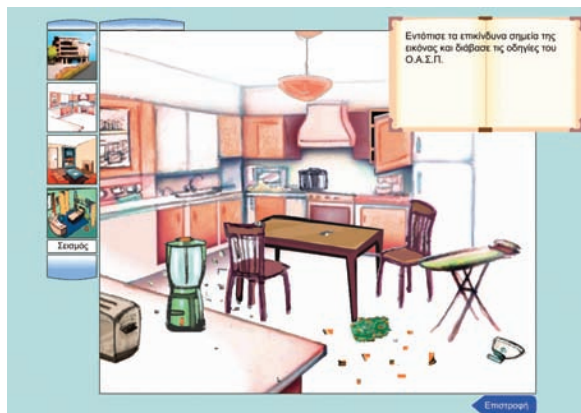 Εντόπισε τα επικίνδυνα σημεία της
εικόνας και διάβασε τις οδηγίες του
Ο.Α.Σ.Π.
Σεισμός
Επιστροφή